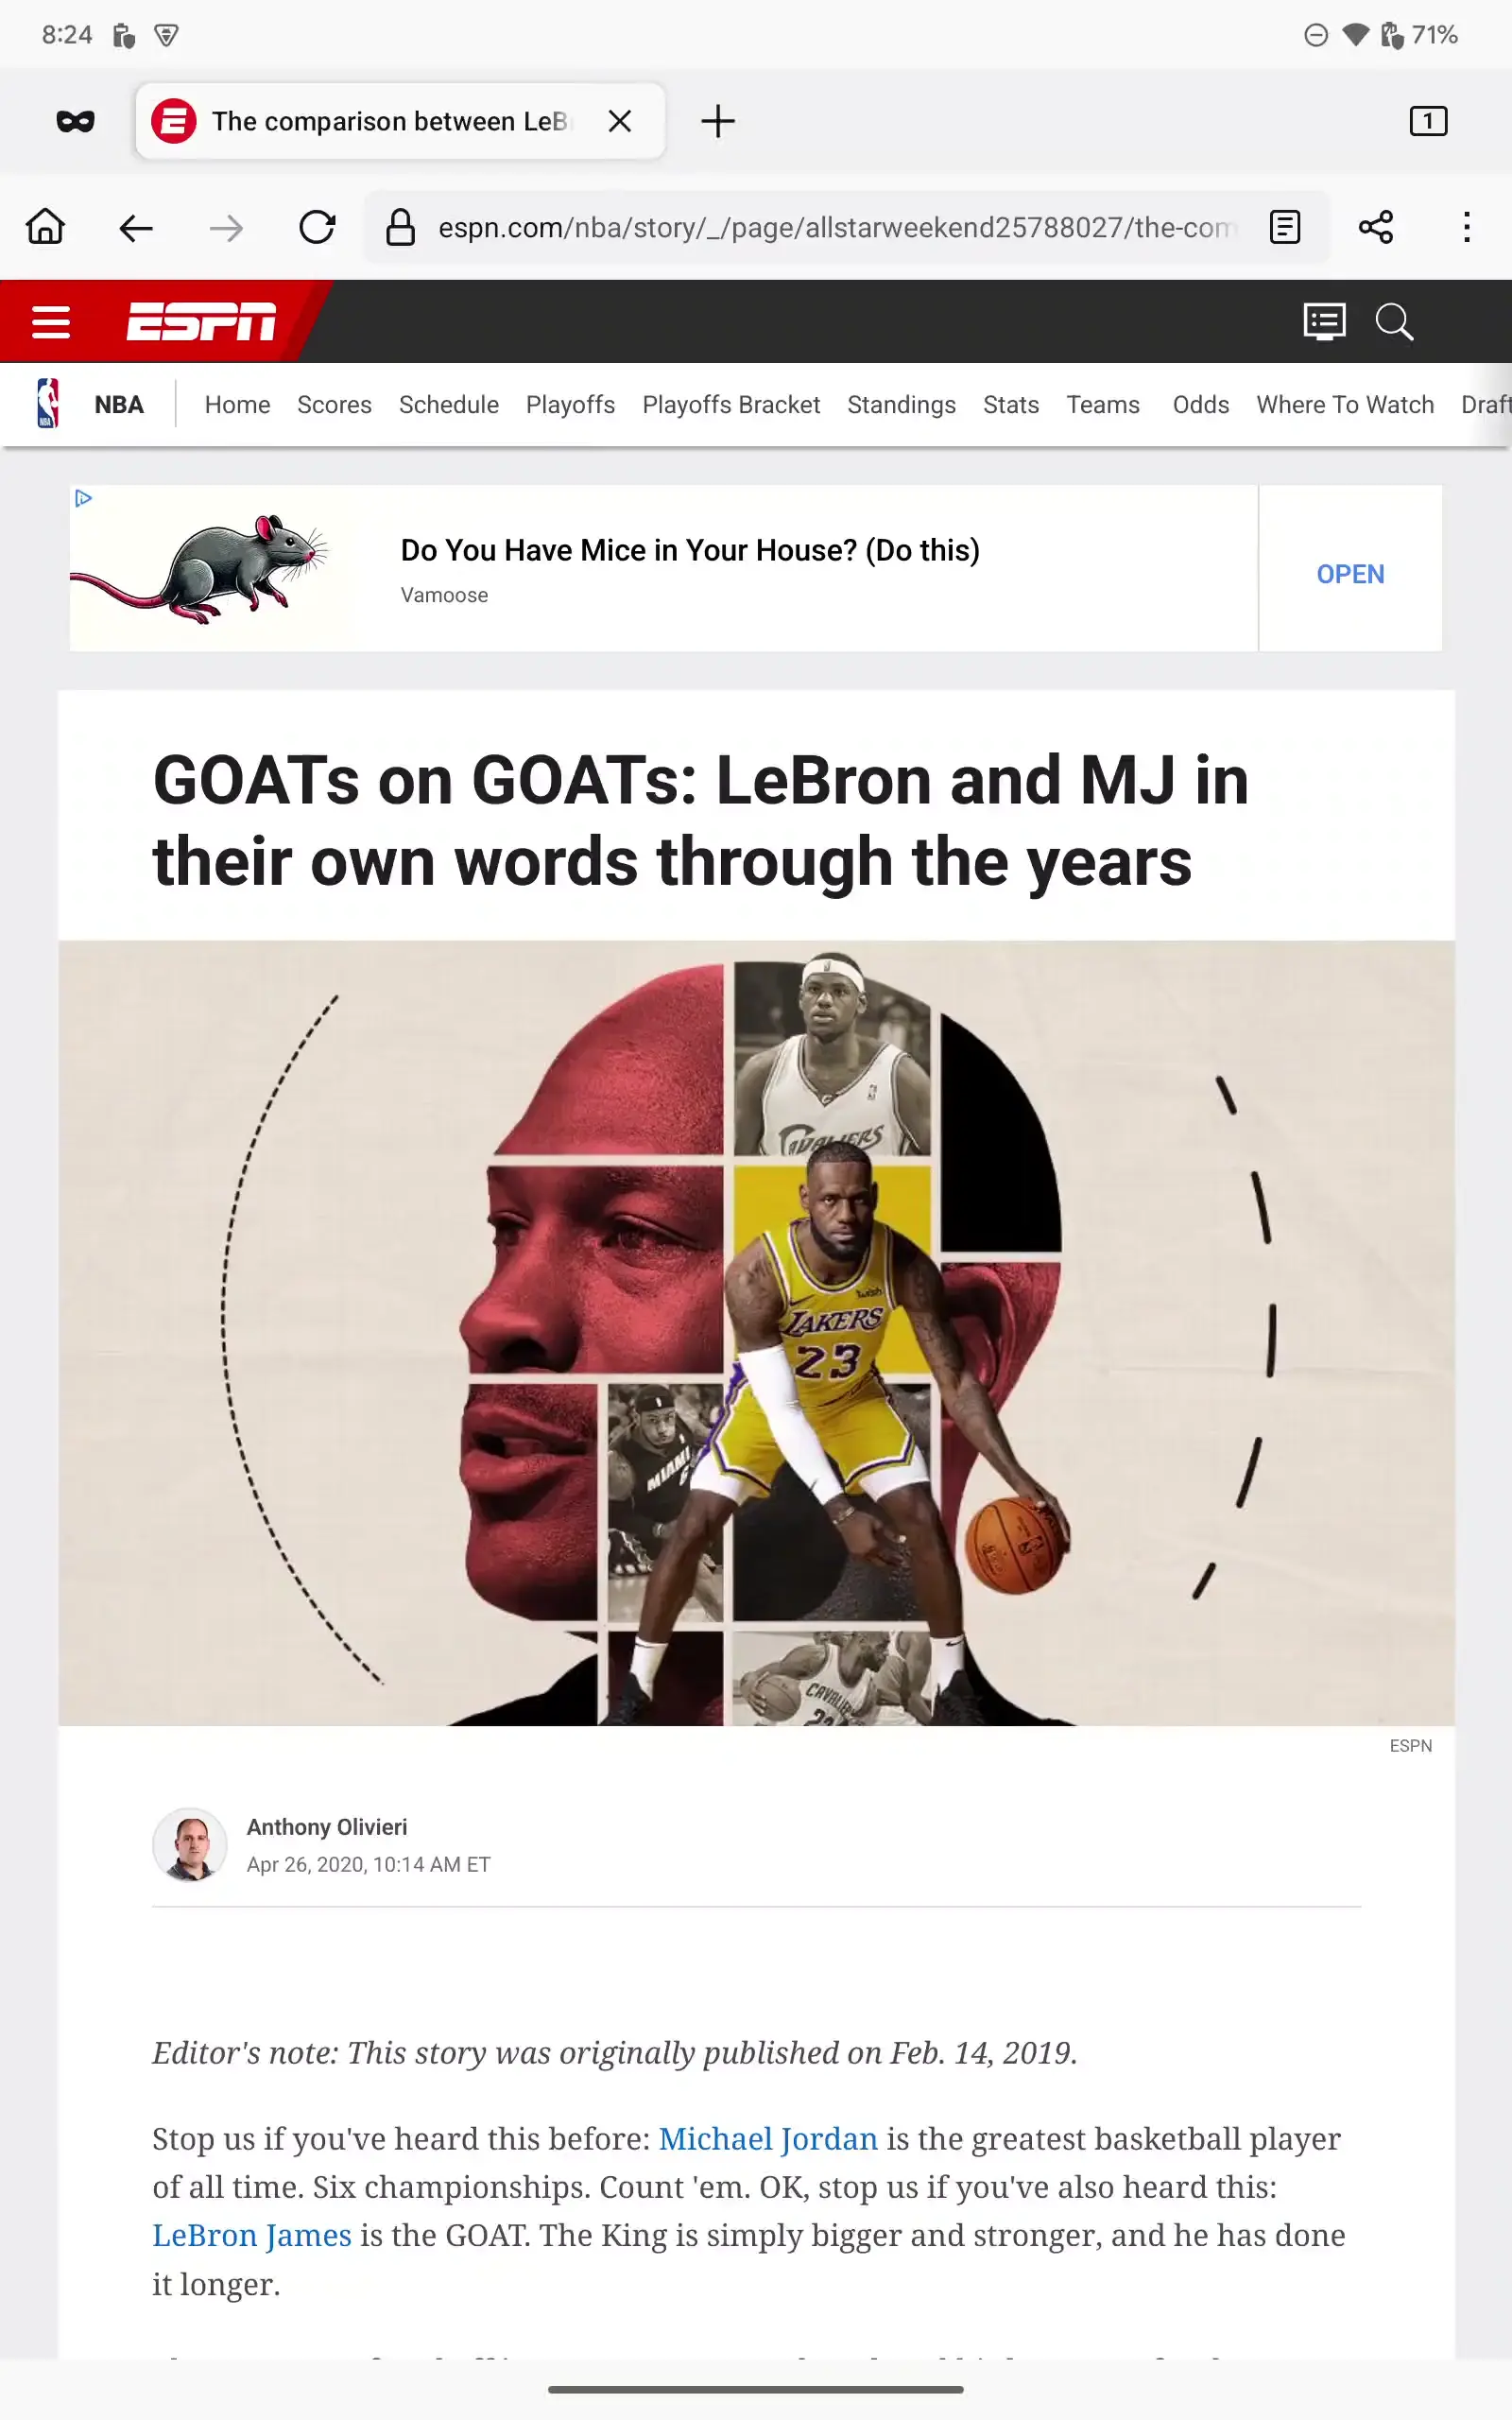 8:24
71%
The comparison between LeB
1
espn.com/nba/story/_/page/allstarweekend25788027/the-com
ESPN
NBA
Home Scores Schedule Playoffs Playoffs Bracket Standings Stats Teams Odds Where To Watch Draft
Do You Have Mice in Your House? (Do this)
Vamoose
OPEN
GOATs on GOATs: LeBron and MJ in
their own words through the years
CAVALIERS
LAKERS
23
MIAMI
CAVALIERS
23
ESPN
Anthony Olivieri
Apr 26, 2020, 10:14 AM ET
Editor's note: This story was originally published on Feb. 14, 2019.
Stop us if you've heard this before: Michael Jordan is the greatest basketball player
of all time. Six championships. Count 'em. OK, stop us if you've also heard this:
LeBron James is the GOAT. The King is simply bigger and stronger, and he has done
it longer.